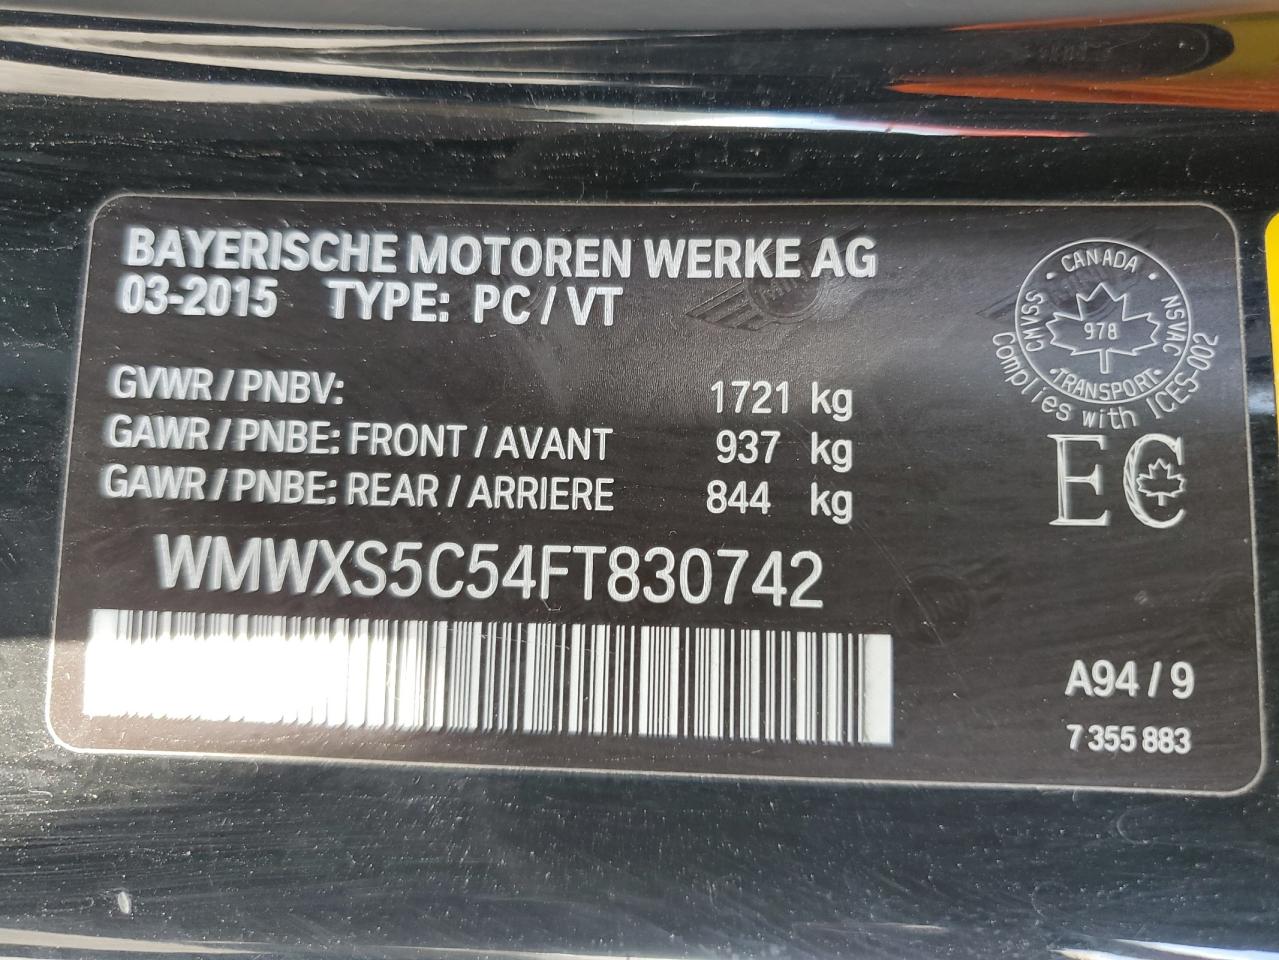 BAYERISCHE MOTOREN WERKE AG
03-2015 TYPE: PC / VT
GVWR / PNBV: 1721 kg
GAWR / PNBE: FRONT / AVANT 937 kg
GAWR / PNBE: REAR / ARRIERE 844 kg
WMWXS5C54FT830742
CANADA
CMVSS 978 NSVAC
TRANSPORT
Complies with ICES-002
EC
A94 / 9
7 355 883
MINI